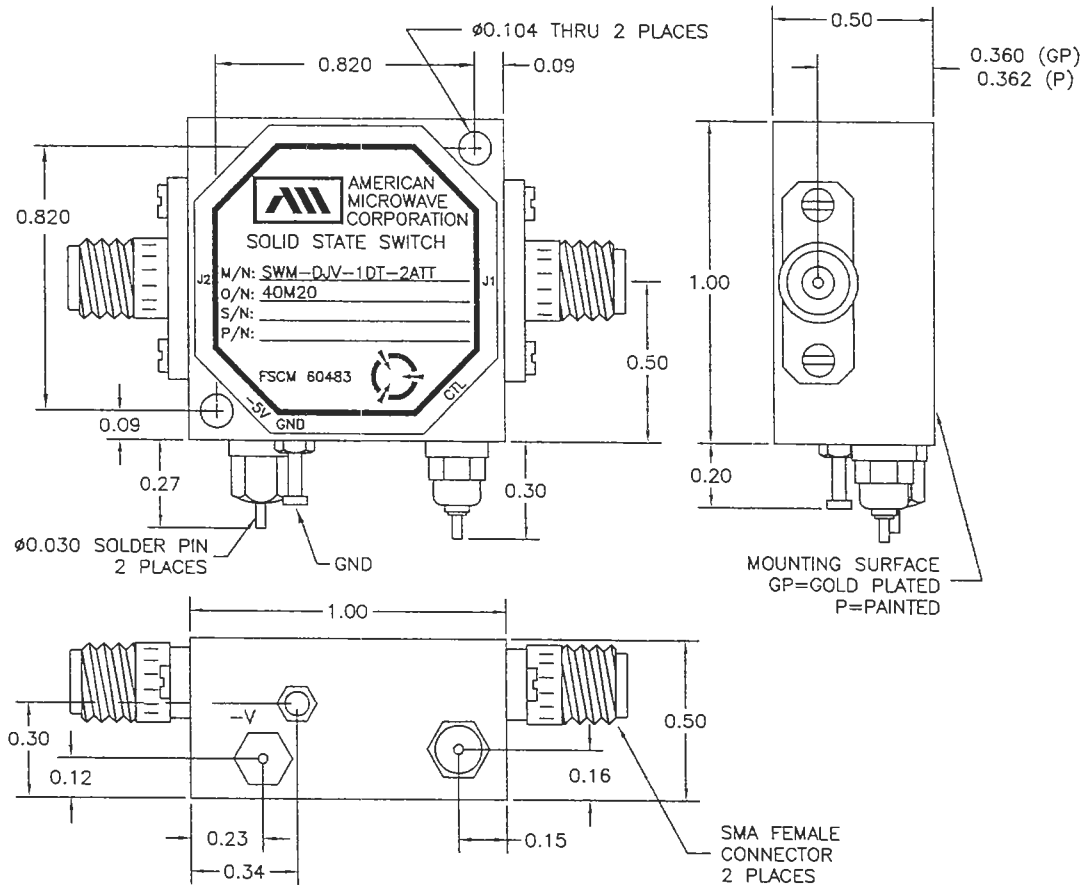 ø0.104 THRU 2 PLACES
0.820
0.09
0.50
0.360 (GP)
0.362 (P)
0.820
AMERICAN
MICROWAVE
CORPORATION
SOLID STATE SWITCH
M/N: SWM-DJV-1DT-2ATT
O/N: 40M20
S/N:
P/N:
J2
J1
FSCM 60483
-5V
GND
CTL
0.50
1.00
0.09
0.27
0.30
0.20
ø0.030 SOLDER PIN
2 PLACES
GND
MOUNTING SURFACE
GP=GOLD PLATED
P=PAINTED
1.00
-V
0.30
0.12
0.50
0.16
0.23
0.15
0.34
SMA FEMALE
CONNECTOR
2 PLACES